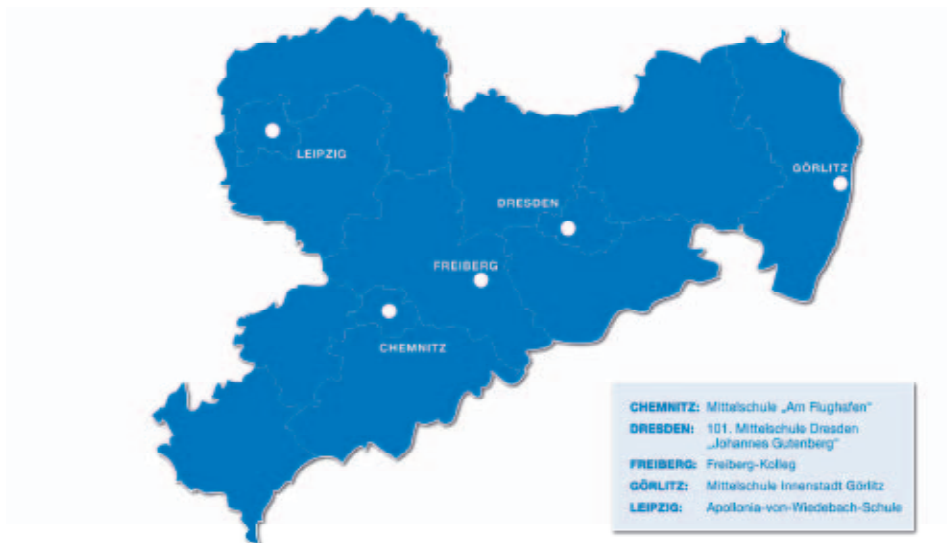 LEIPZIG
GÖRLITZ
DRESDEN
FREIBERG
CHEMNITZ
CHEMNITZ: Mittelschule „Am Flughafen“
DRESDEN: 101. Mittelschule Dresden
„Johannes Gutenberg“
FREIBERG: Freiberg-Kolleg
GÖRLITZ: Mittelschule Innenstadt Görlitz
LEIPZIG: Apollonia-von-Wiedebach-Schule